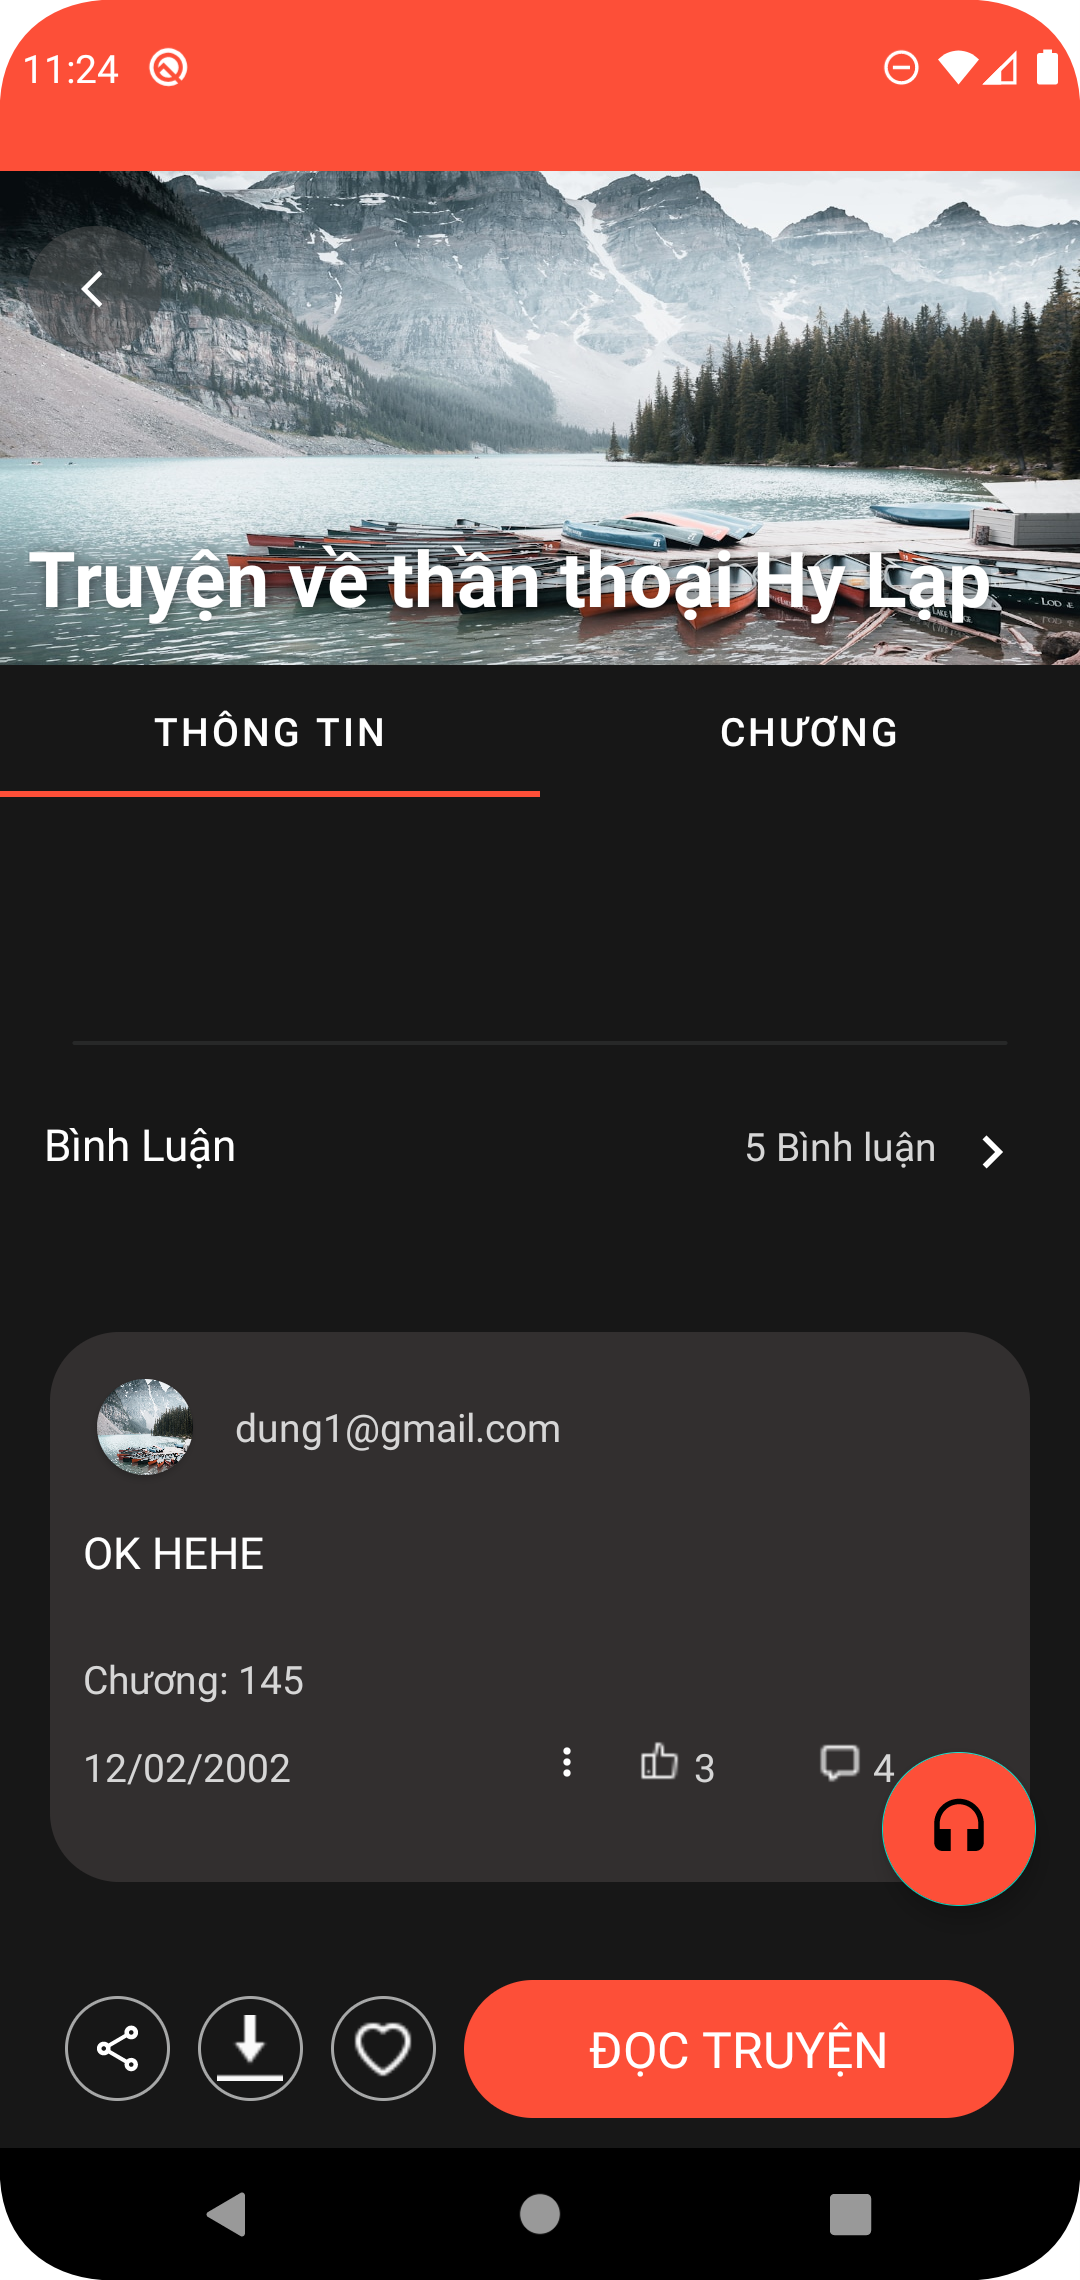 11:24
Truyện về thần thoại Hy Lạp
THÔNG TIN
CHƯƠNG
Bình Luận
5 Bình luận
dung1@gmail.com
OK HEHE
Chương: 145
12/02/2002
3
4
ĐỌC TRUYỆN